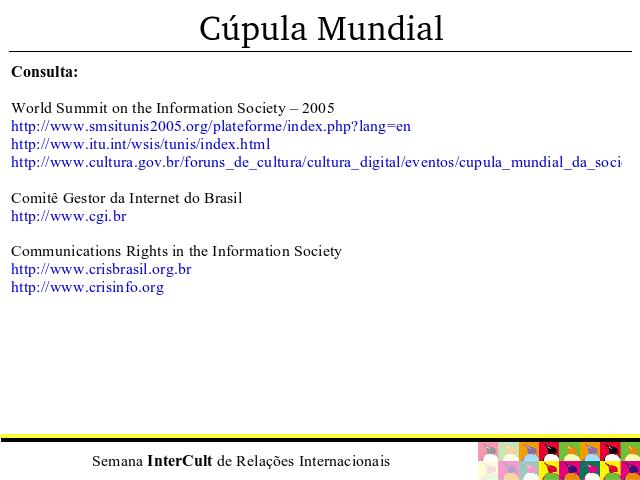 Cúpula Mundial
Consulta:
World Summit on the Information Society – 2005
http://www.smsitunis2005.org/plateforme/index.php?lang=en
http://www.itu.int/wsis/tunis/index.html
http://www.cultura.gov.br/foruns_de_cultura/cultura_digital/eventos/cupula_mundial_da_soci
Comitê Gestor da Internet do Brasil
http://www.cgi.br
Communications Rights in the Information Society
http://www.crisbrasil.org.br
http://www.crisinfo.org
Semana InterCult de Relações Internacionais